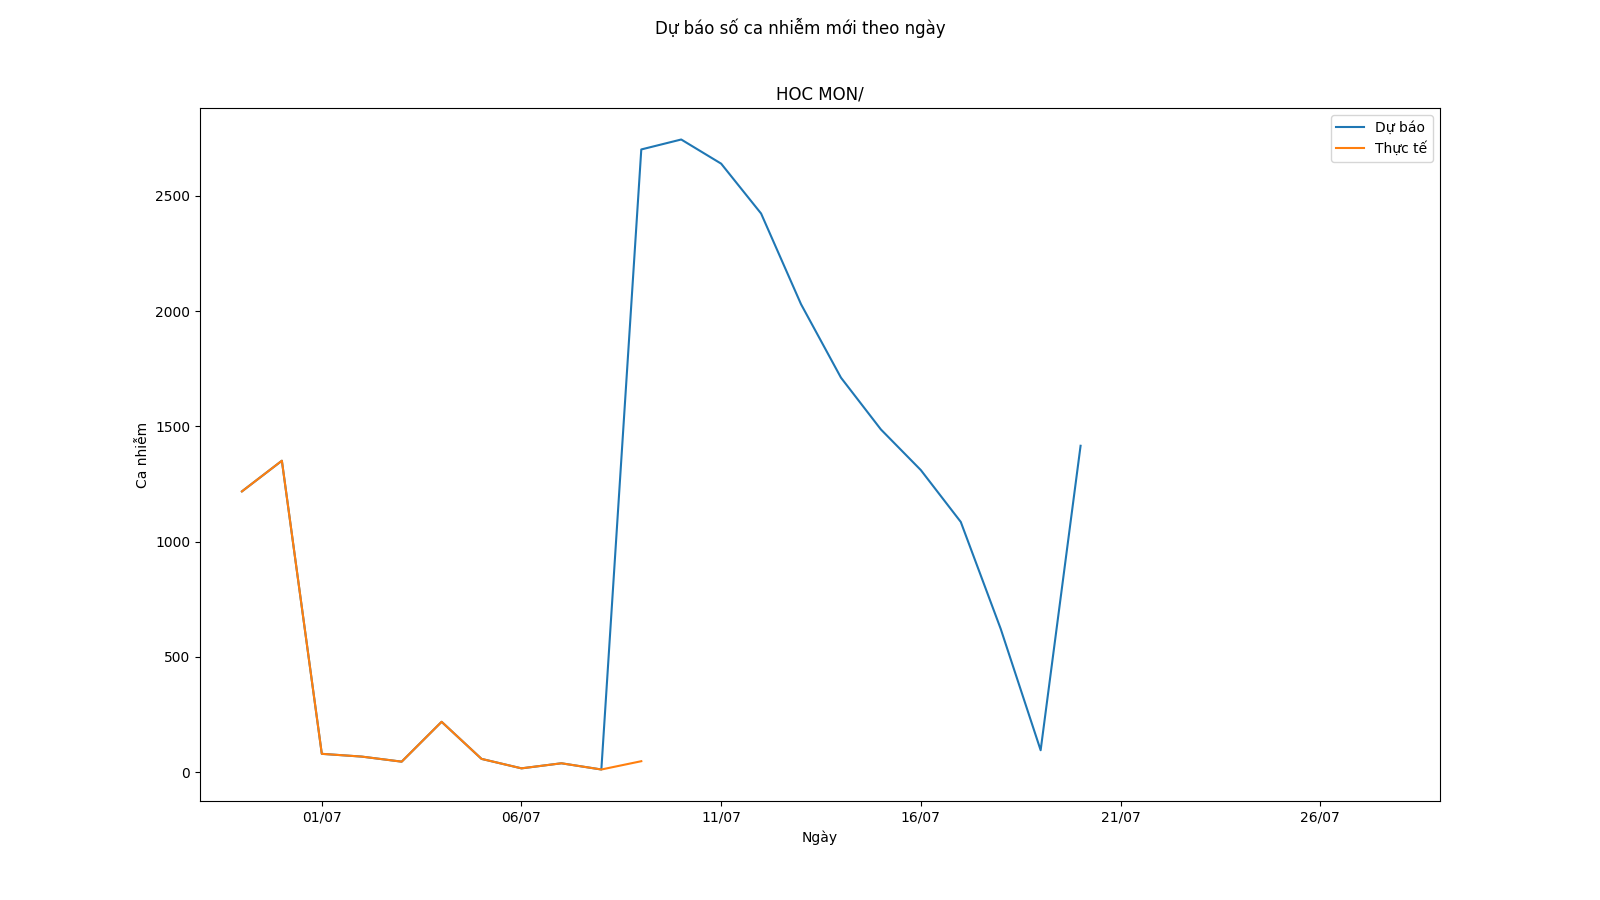 Dự báo số ca nhiễm mới theo ngày
HOC MON/
Dự báo
Thực tế
2500
2000
1500
1000
500
0
Ca nhiễm
01/07
06/07
11/07
16/07
21/07
26/07
Ngày